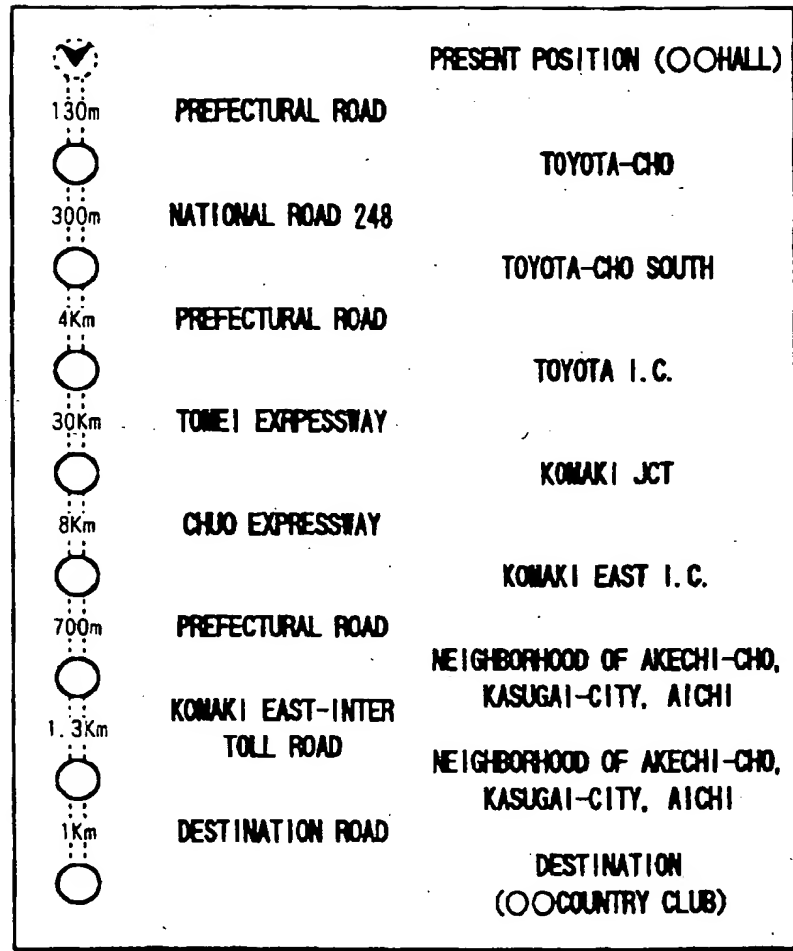 PRESENT POSITION (○○HALL)
130m PREFECTURAL ROAD
TOYOTA-CHO
300m NATIONAL ROAD 248
TOYOTA-CHO SOUTH
4Km PREFECTURAL ROAD
TOYOTA I.C.
30Km TOMEI EXRPESSWAY
KOMAKI JCT
8Km CHUO EXPRESSWAY
KOMAKI EAST I.C.
700m PREFECTURAL ROAD
NEIGHBORHOOD OF AKECHI-CHO,
KASUGAI-CITY, AICHI
1.3Km KOMAKI EAST-INTER
TOLL ROAD
NEIGHBORHOOD OF AKECHI-CHO,
KASUGAI-CITY, AICHI
1Km DESTINATION ROAD
DESTINATION
(○○COUNTRY CLUB)